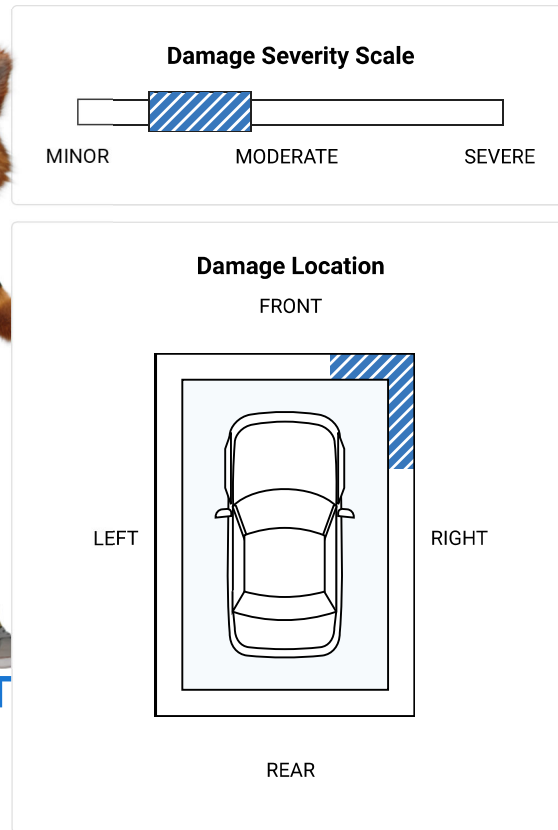 Damage Severity Scale
MINOR MODERATE SEVERE
Damage Location
FRONT
LEFT RIGHT
REAR